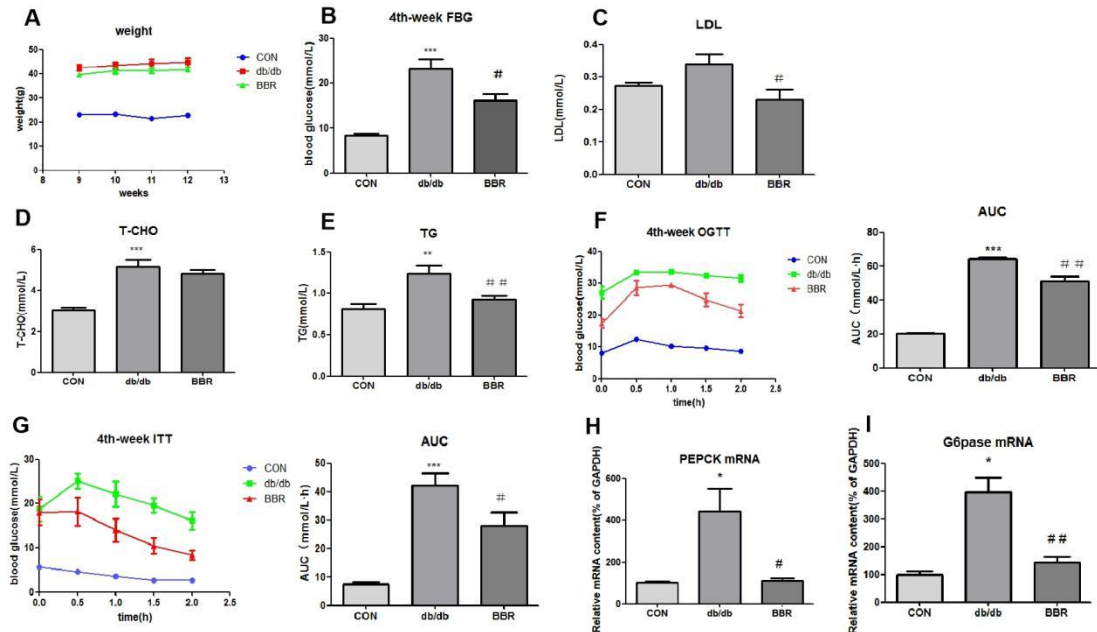 A
weight
weight(g)
50
40
30
20
10
0
8 9 10 11 12 13
weeks
CON
db/db
BBR
B
4th-week FBG
blood glucose(mmol/L)
30
20
10
0
***
#
CON db/db BBR
C
LDL
LDL(mmol/L)
0.4
0.3
0.2
0.1
0.0
#
CON db/db BBR
D
T-CHO
T-CHO(mmol/L)
6
4
2
0
***
CON db/db BBR
E
TG
TG(mmol/L)
1.5
1.0
0.5
0.0
**
##
CON db/db BBR
F
4th-week OGTT
blood glucose(mmol/L)
50
40
30
20
10
0
0.0 0.5 1.0 1.5 2.0 2.5
time(h)
CON
db/db
BBR
AUC
AUC (mmol/L·h)
80
60
40
20
0
***
##
CON db/db BBR
G
4th-week ITT
blood glucose(mmol/L)
30
20
10
0
0.0 0.5 1.0 1.5 2.0 2.5
time(h)
CON
db/db
BBR
AUC
AUC (mmol/L·h)
50
40
30
20
10
0
***
#
CON db/db BBR
H
PEPCK mRNA
Relative mRNA content(% of GAPDH)
600
400
200
0
*
#
CON db/db BBR
I
G6pase mRNA
Relative mRNA content(% of GAPDH)
500
400
300
200
100
0
*
##
CON db/db BBR